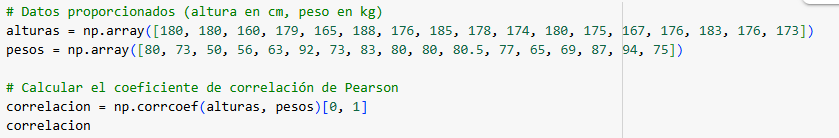 # Datos proporcionados (altura en cm, peso en kg)
alturas = np.array([180, 180, 160, 179, 165, 188, 176, 185, 178, 174, 180, 175, 167, 176, 183, 176, 173])
pesos = np.array([80, 73, 50, 56, 63, 92, 73, 83, 80, 80, 80.5, 77, 65, 69, 87, 94, 75])
# Calcular el coeficiente de correlación de Pearson
correlacion = np.corrcoef(alturas, pesos)[0, 1]
correlacion